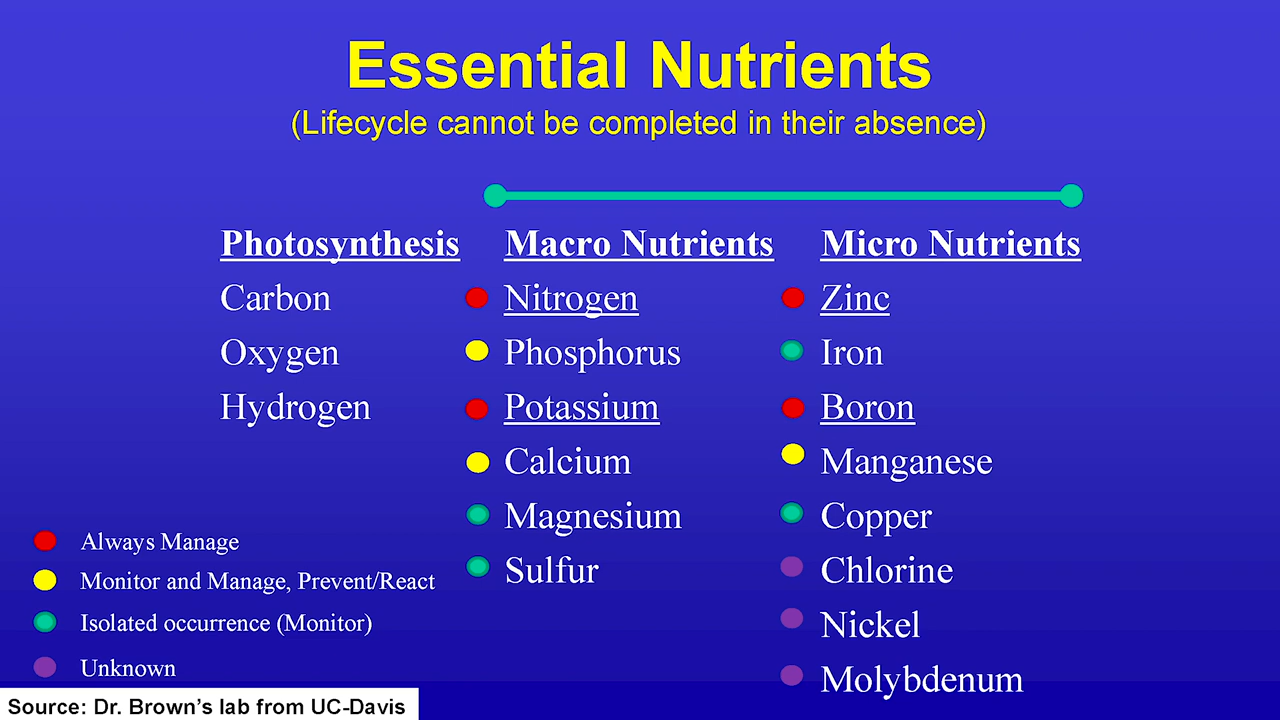 Essential Nutrients
(Lifecycle cannot be completed in their absence)
Photosynthesis
Carbon
Oxygen
Hydrogen
Macro Nutrients
Nitrogen
Phosphorus
Potassium
Calcium
Magnesium
Sulfur
Micro Nutrients
Zinc
Iron
Boron
Manganese
Copper
Chlorine
Nickel
Molybdenum
Always Manage
Monitor and Manage, Prevent/React
Isolated occurrence (Monitor)
Unknown
Source: Dr. Brown's lab from UC-Davis